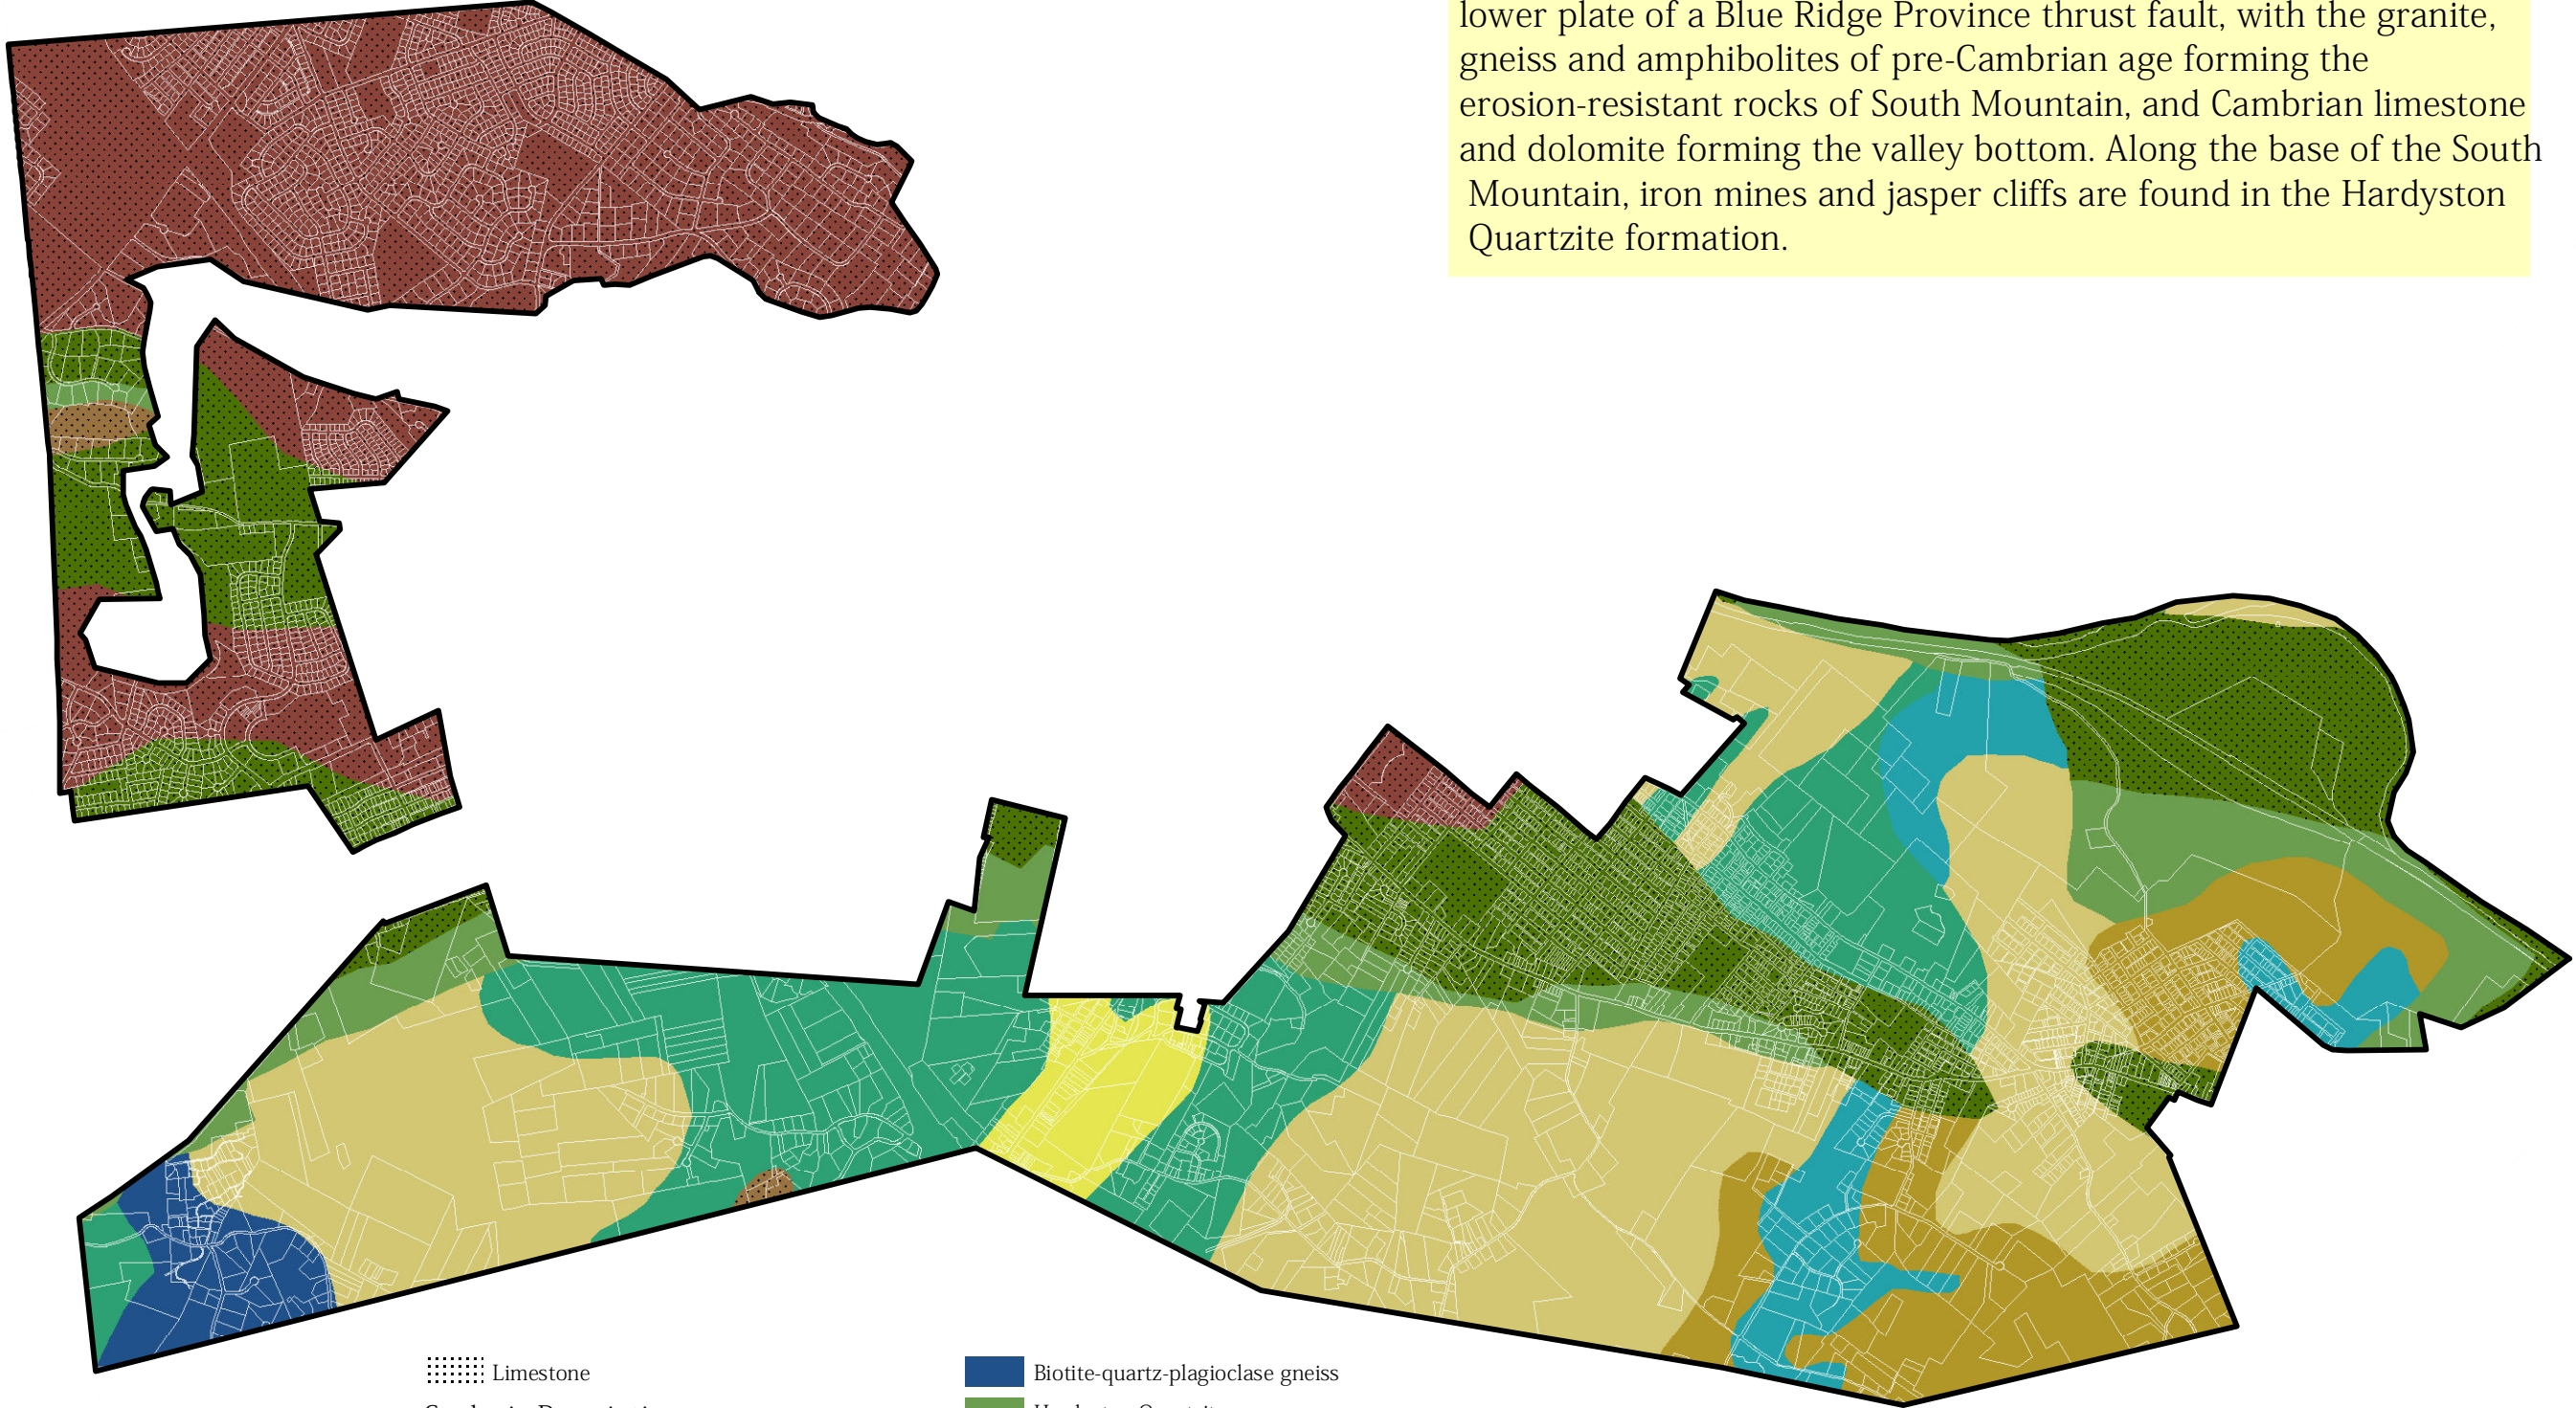 lower plate of a Blue Ridge Province thrust fault, with the granite,
gneiss and amphibolites of pre-Cambrian age forming the
erosion-resistant rocks of South Mountain, and Cambrian limestone
and dolomite forming the valley bottom. Along the base of the South
Mountain, iron mines and jasper cliffs are found in the Hardyston
Quartzite formation.
Limestone
Biotite-quartz-plagioclase gneiss